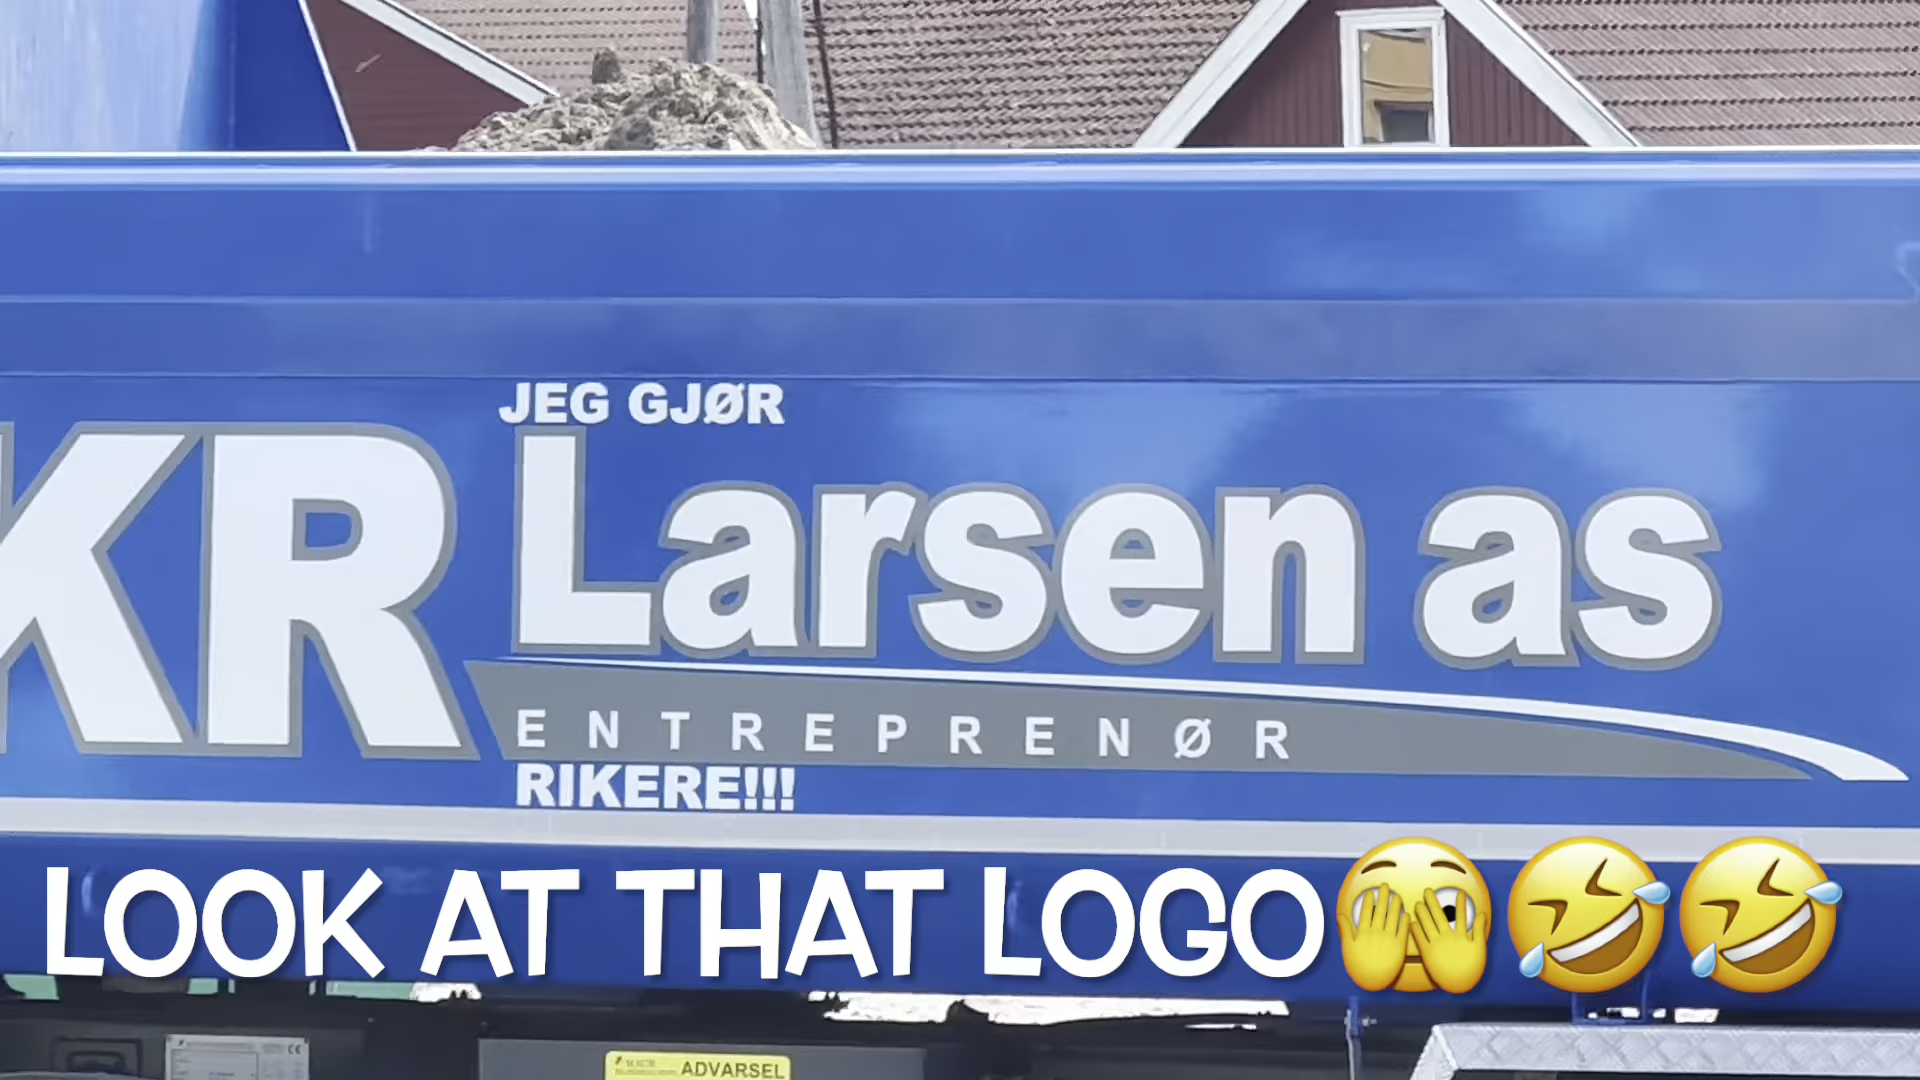 JEG GJØR
KR Larsen as
ENTREPRENØR
RIKERE!!!
LOOK AT THAT LOGO🫣🤣🤣
ADVARSEL